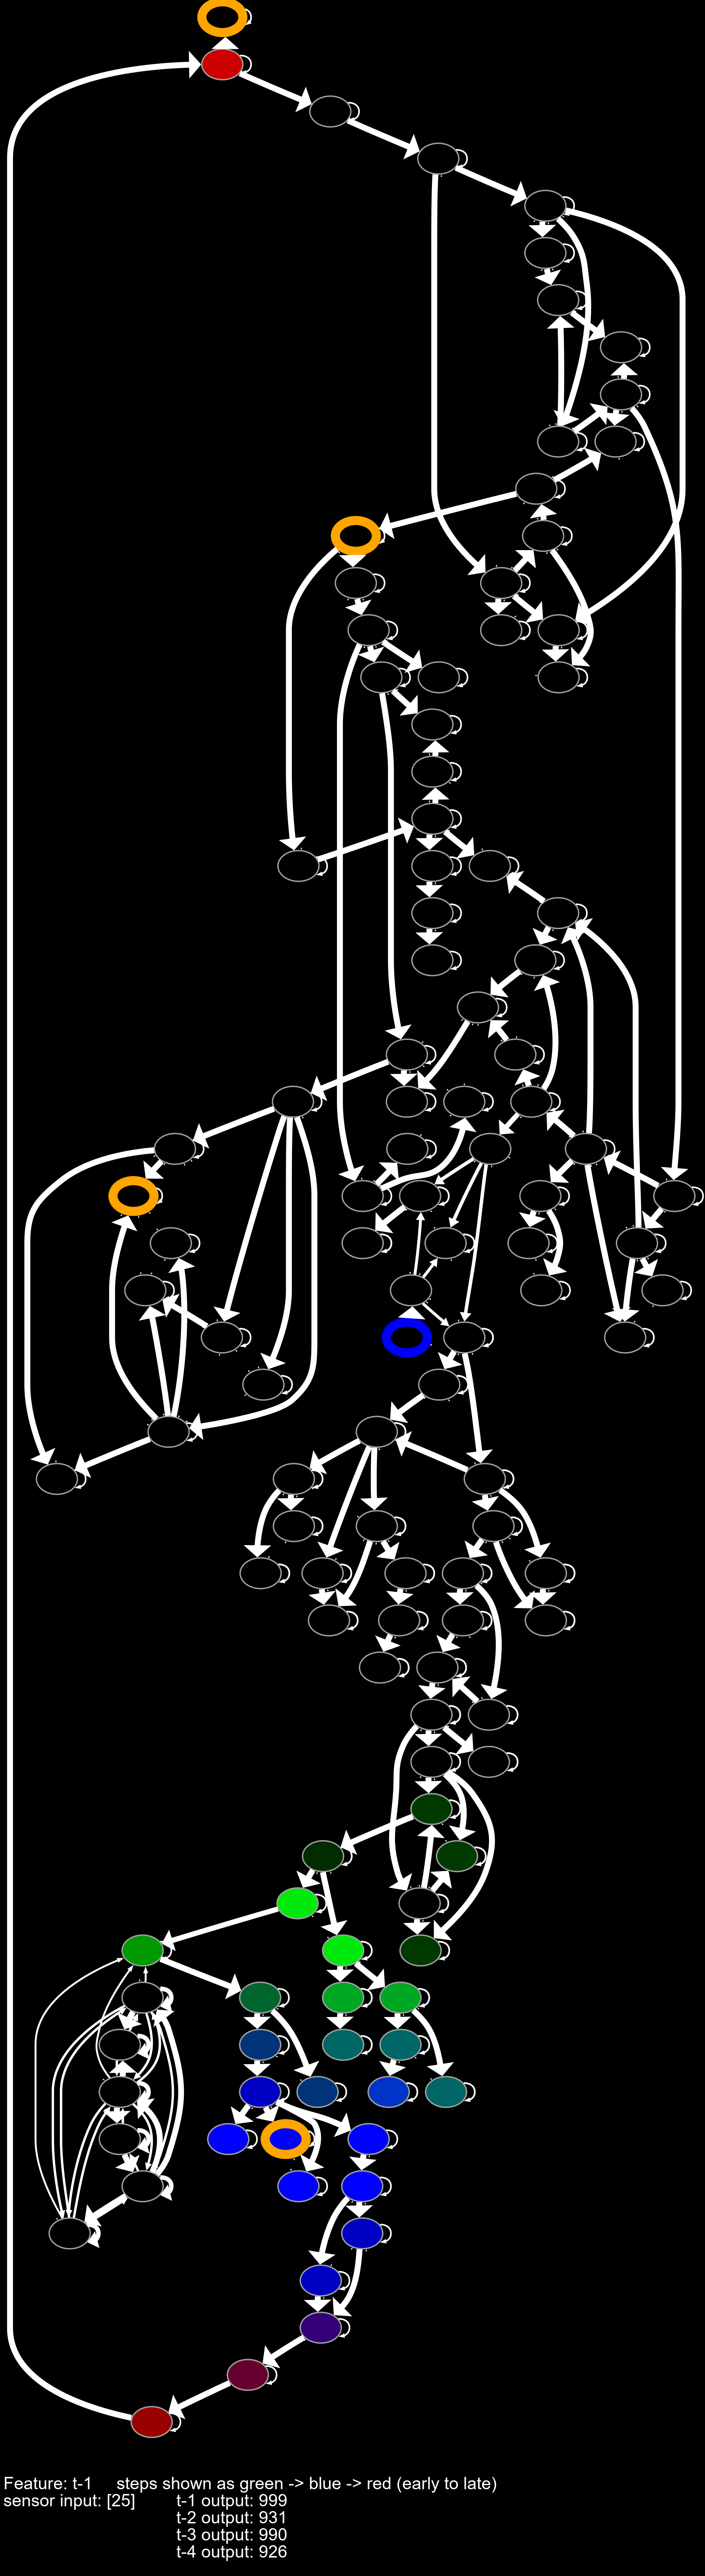 Feature: t-1 steps shown as green -> blue -> red (early to late)
sensor input: [25] t-1 output: 999
t-2 output: 931
t-3 output: 990
t-4 output: 926